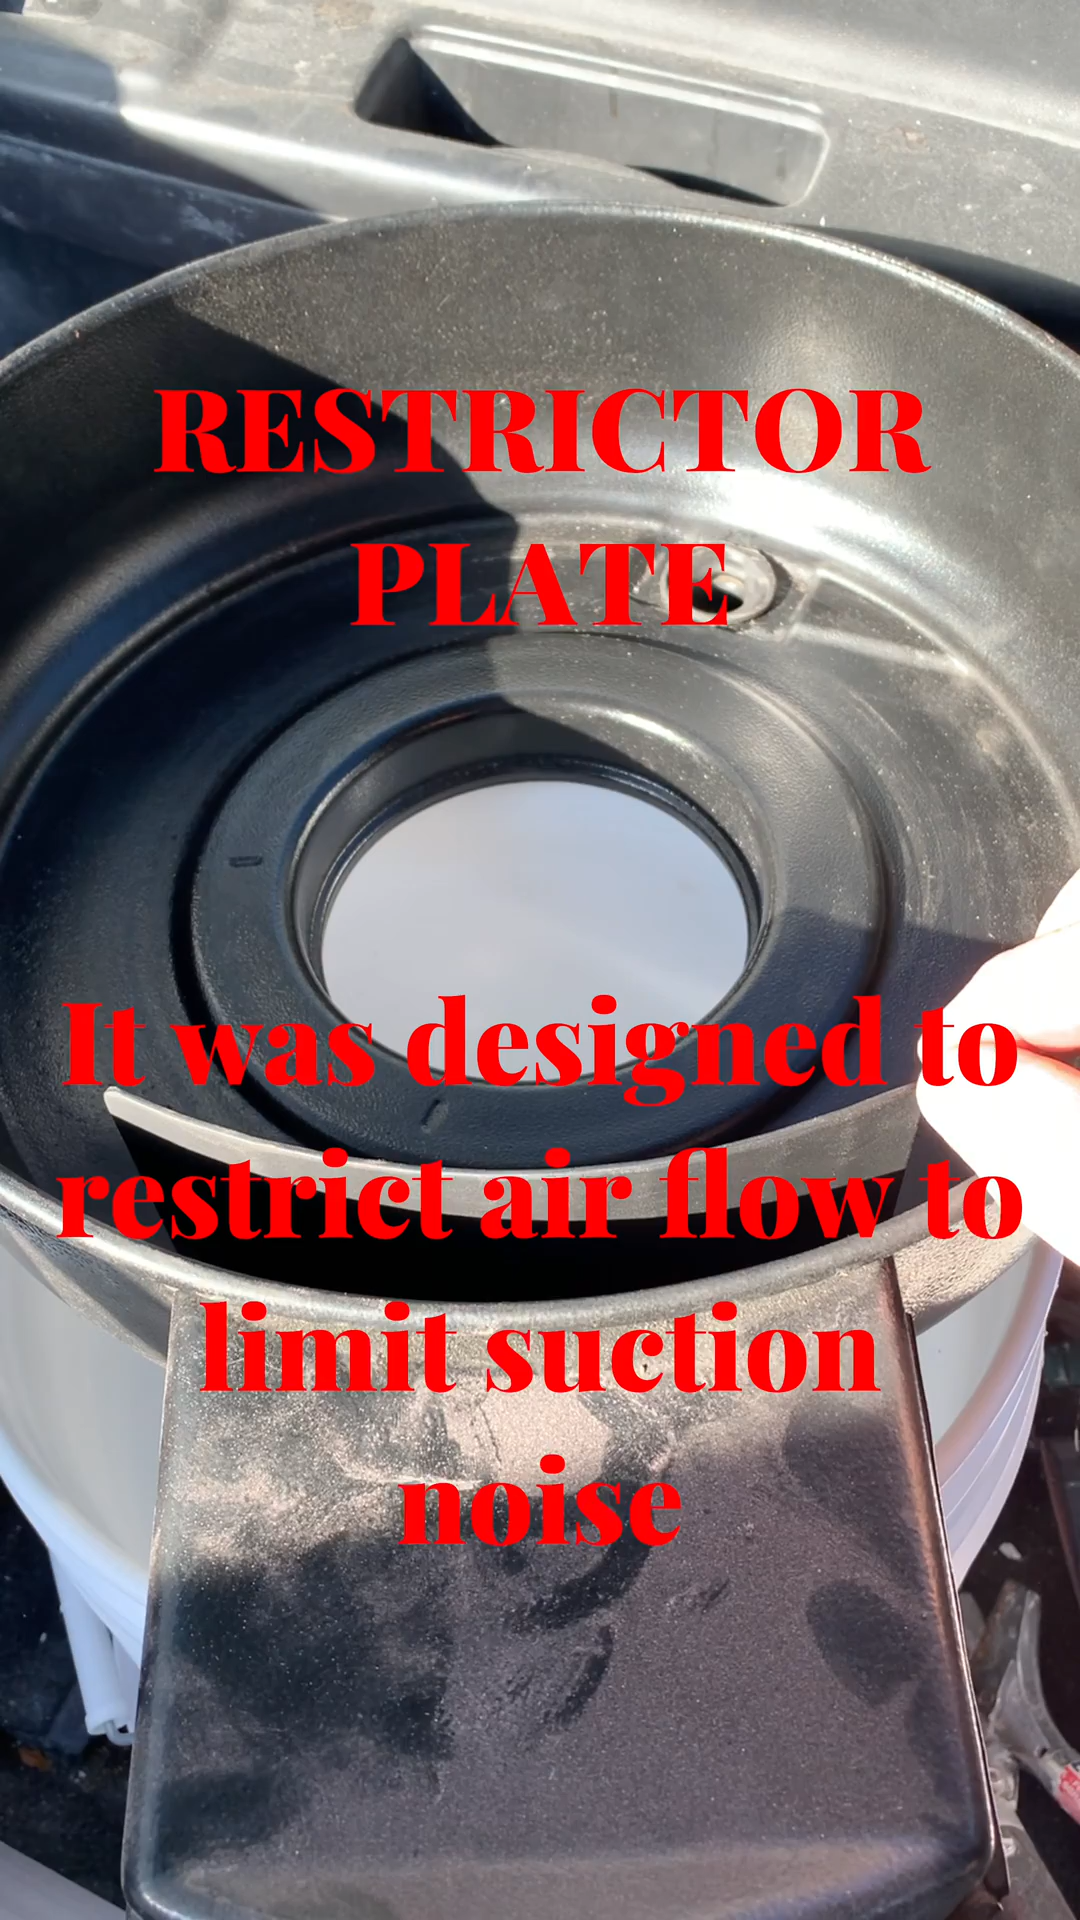 RESTRICTOR
PLATE
It was designed to
restrict air flow to
limit suction
noise